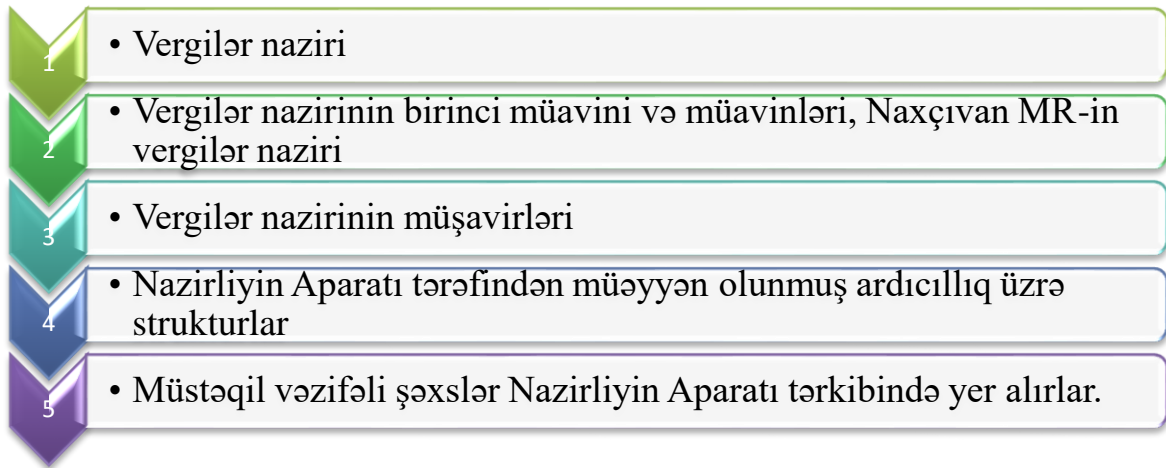 1
• Vergilər naziri
2
• Vergilər nazirinin birinci müavini və müavinləri, Naxçıvan MR-in
vergilər naziri
3
• Vergilər nazirinin müşavirləri
4
• Nazirliyin Aparatı tərəfindən müəyyən olunmuş ardıcıllıq üzrə
strukturlar
5
• Müstəqil vəzifəli şəxslər Nazirliyin Aparatı tərkibində yer alırlar.